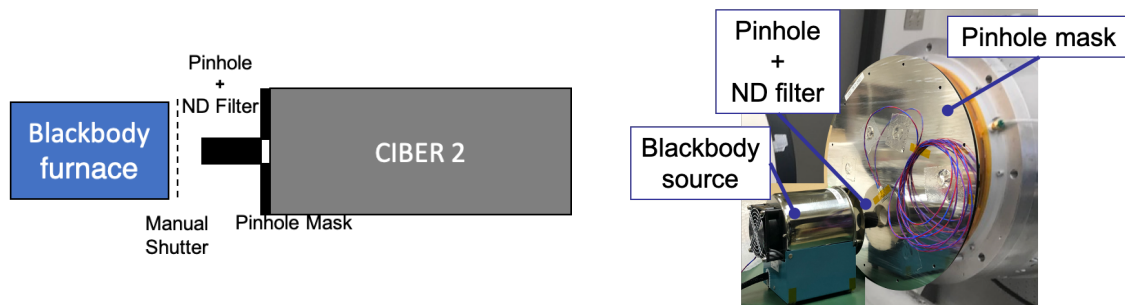 Pinhole
+
ND Filter
Blackbody
furnace
CIBER 2
Manual
Shutter
Pinhole Mask
Pinhole
+
ND filter
Pinhole mask
Blackbody
source